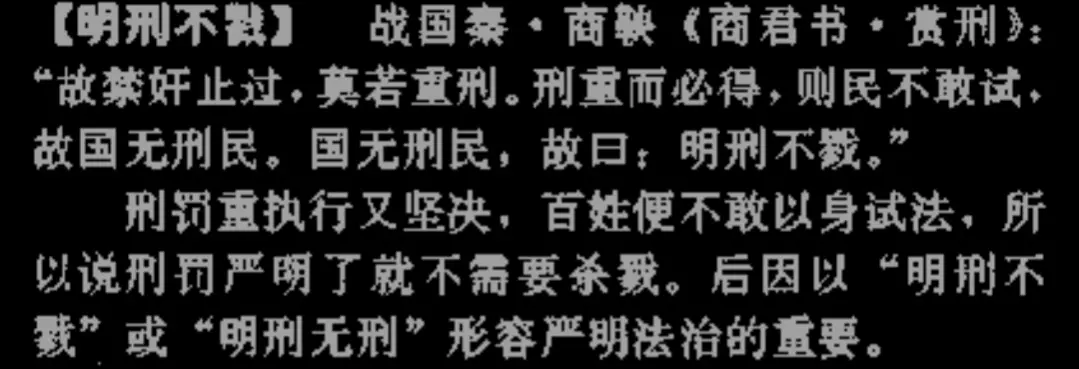 【明刑不戮】 战国秦·商鞅《商君书·赏刑》：
“故禁奸止过，莫若重刑。刑重而必得，则民不敢试，
故国无刑民。国无刑民，故曰：明刑不戮。”
刑罚重执行又坚决，百姓便不敢以身试法，所
以说刑罚严明了就不需要杀戮。后因以“明刑不
戮”或“明刑无刑”形容严明法治的重要。